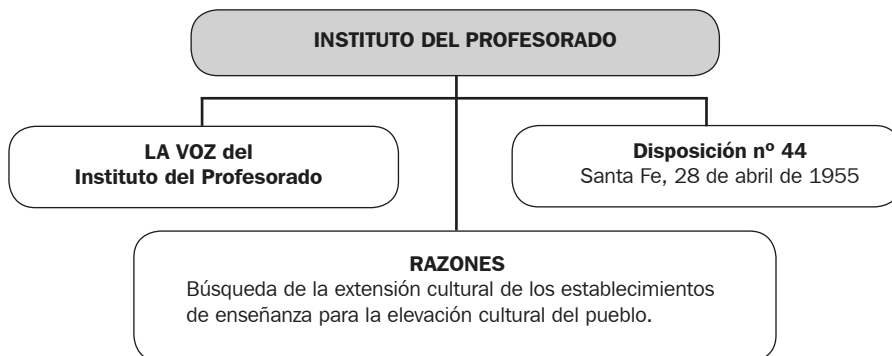 INSTITUTO DEL PROFESORADO
LA VOZ del
Instituto del Profesorado
Disposición nº 44
Santa Fe, 28 de abril de 1955
RAZONES
Búsqueda de la extensión cultural de los establecimientos
de enseñanza para la elevación cultural del pueblo.